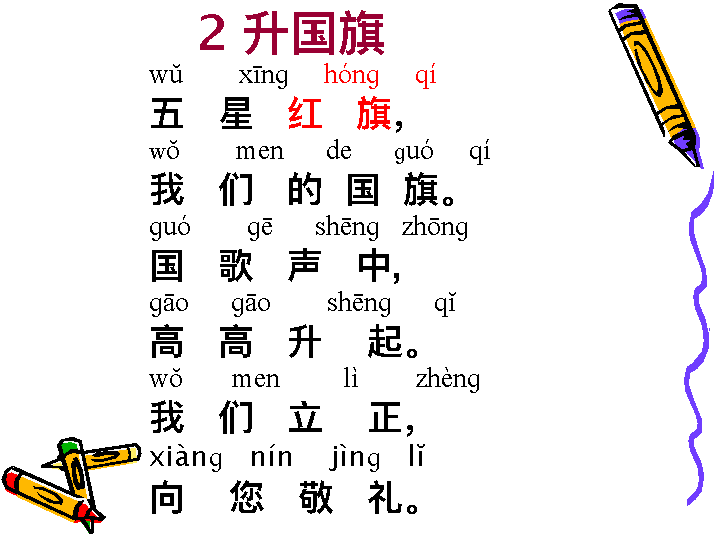 2 升国旗
wǔ xīng hóng qí
五 星 红 旗，
wǒ men de guó qí
我 们 的 国 旗。
guó gē shēng zhōng
国 歌 声 中，
gāo gāo shēng qǐ
高 高 升 起。
wǒ men lì zhèng
我 们 立 正，
xiàng nín jìng lǐ
向 您 敬 礼。